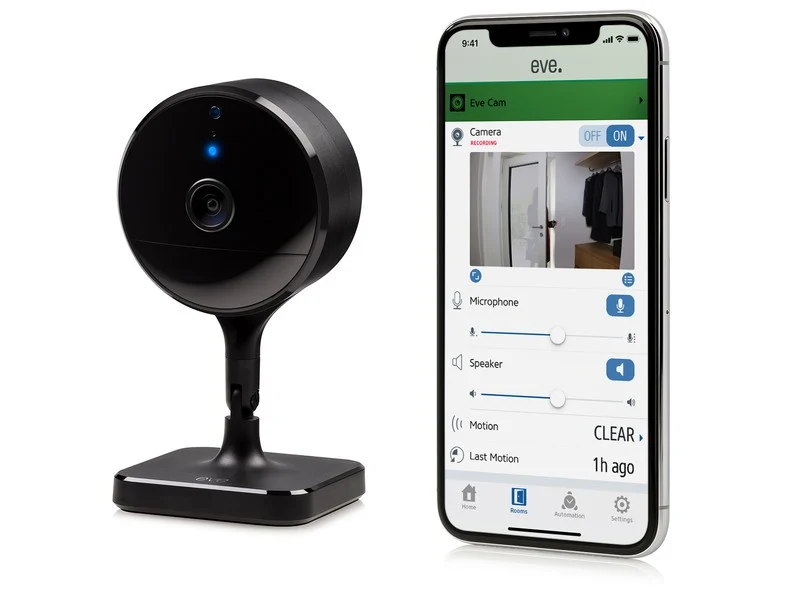 eve
9:41
eve.
Eve Cam
Camera
RECORDING
OFF ON
Microphone
Speaker
Motion
CLEAR
Last Motion
1h ago
Home
Rooms
Automation
Settings